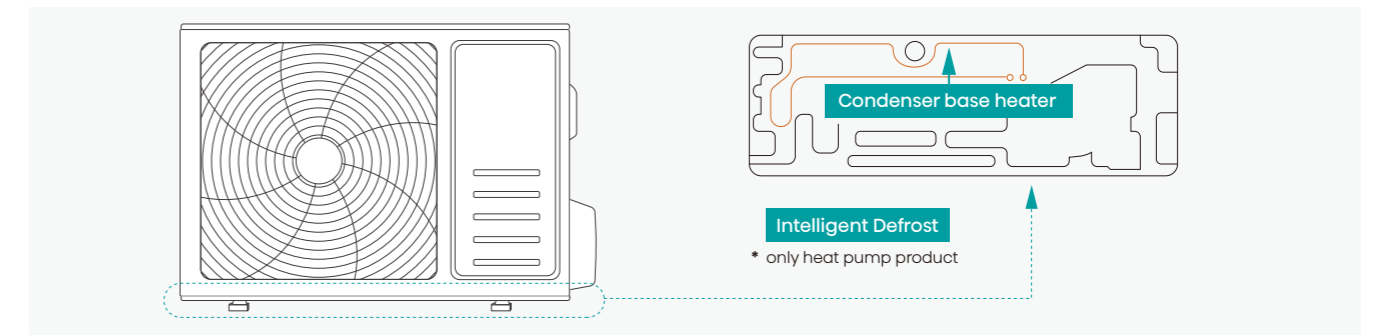 Condenser base heater
Intelligent Defrost
* only heat pump product